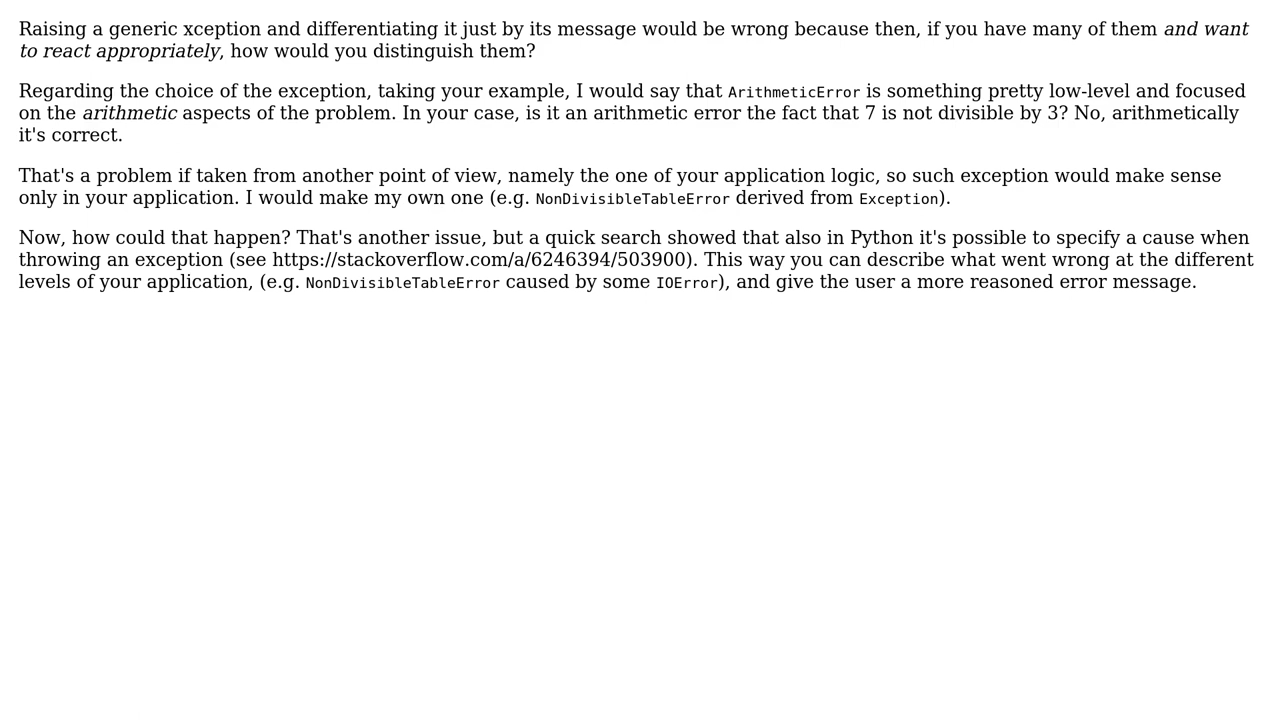 Raising a generic xception and differentiating it just by its message would be wrong because then, if you have many of them and want
to react appropriately, how would you distinguish them?
Regarding the choice of the exception, taking your example, I would say that ArithmeticError is something pretty low-level and focused
on the arithmetic aspects of the problem. In your case, is it an arithmetic error the fact that 7 is not divisible by 3? No, arithmetically
it's correct.
That's a problem if taken from another point of view, namely the one of your application logic, so such exception would make sense
only in your application. I would make my own one (e.g. NonDivisibleTableError derived from Exception).
Now, how could that happen? That's another issue, but a quick search showed that also in Python it's possible to specify a cause when
throwing an exception (see https://stackoverflow.com/a/6246394/503900). This way you can describe what went wrong at the different
levels of your application, (e.g. NonDivisibleTableError caused by some IOError), and give the user a more reasoned error message.